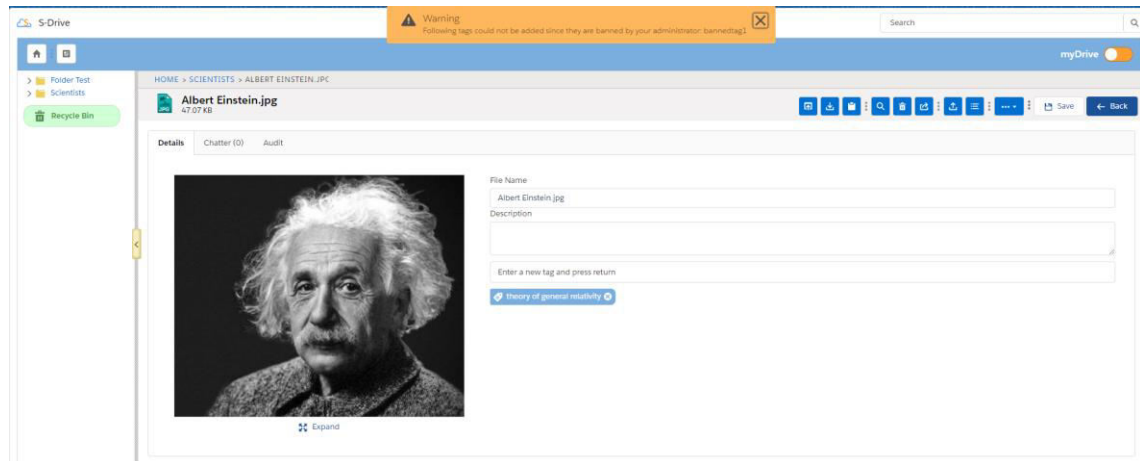 S-Drive
Warning
Following tags could not be added since they are banned by your administrator: bannedtag1
Search
myDrive
Folder Test
Scientists
Recycle Bin
HOME > SCIENTISTS > ALBERT EINSTEIN.JPG
Albert Einstein.jpg
47.07 KB
Save
Back
Details
Chatter (0)
Audit
File Name
Albert Einstein.jpg
Description
Enter a new tag and press return
theory of general relativity
Expand